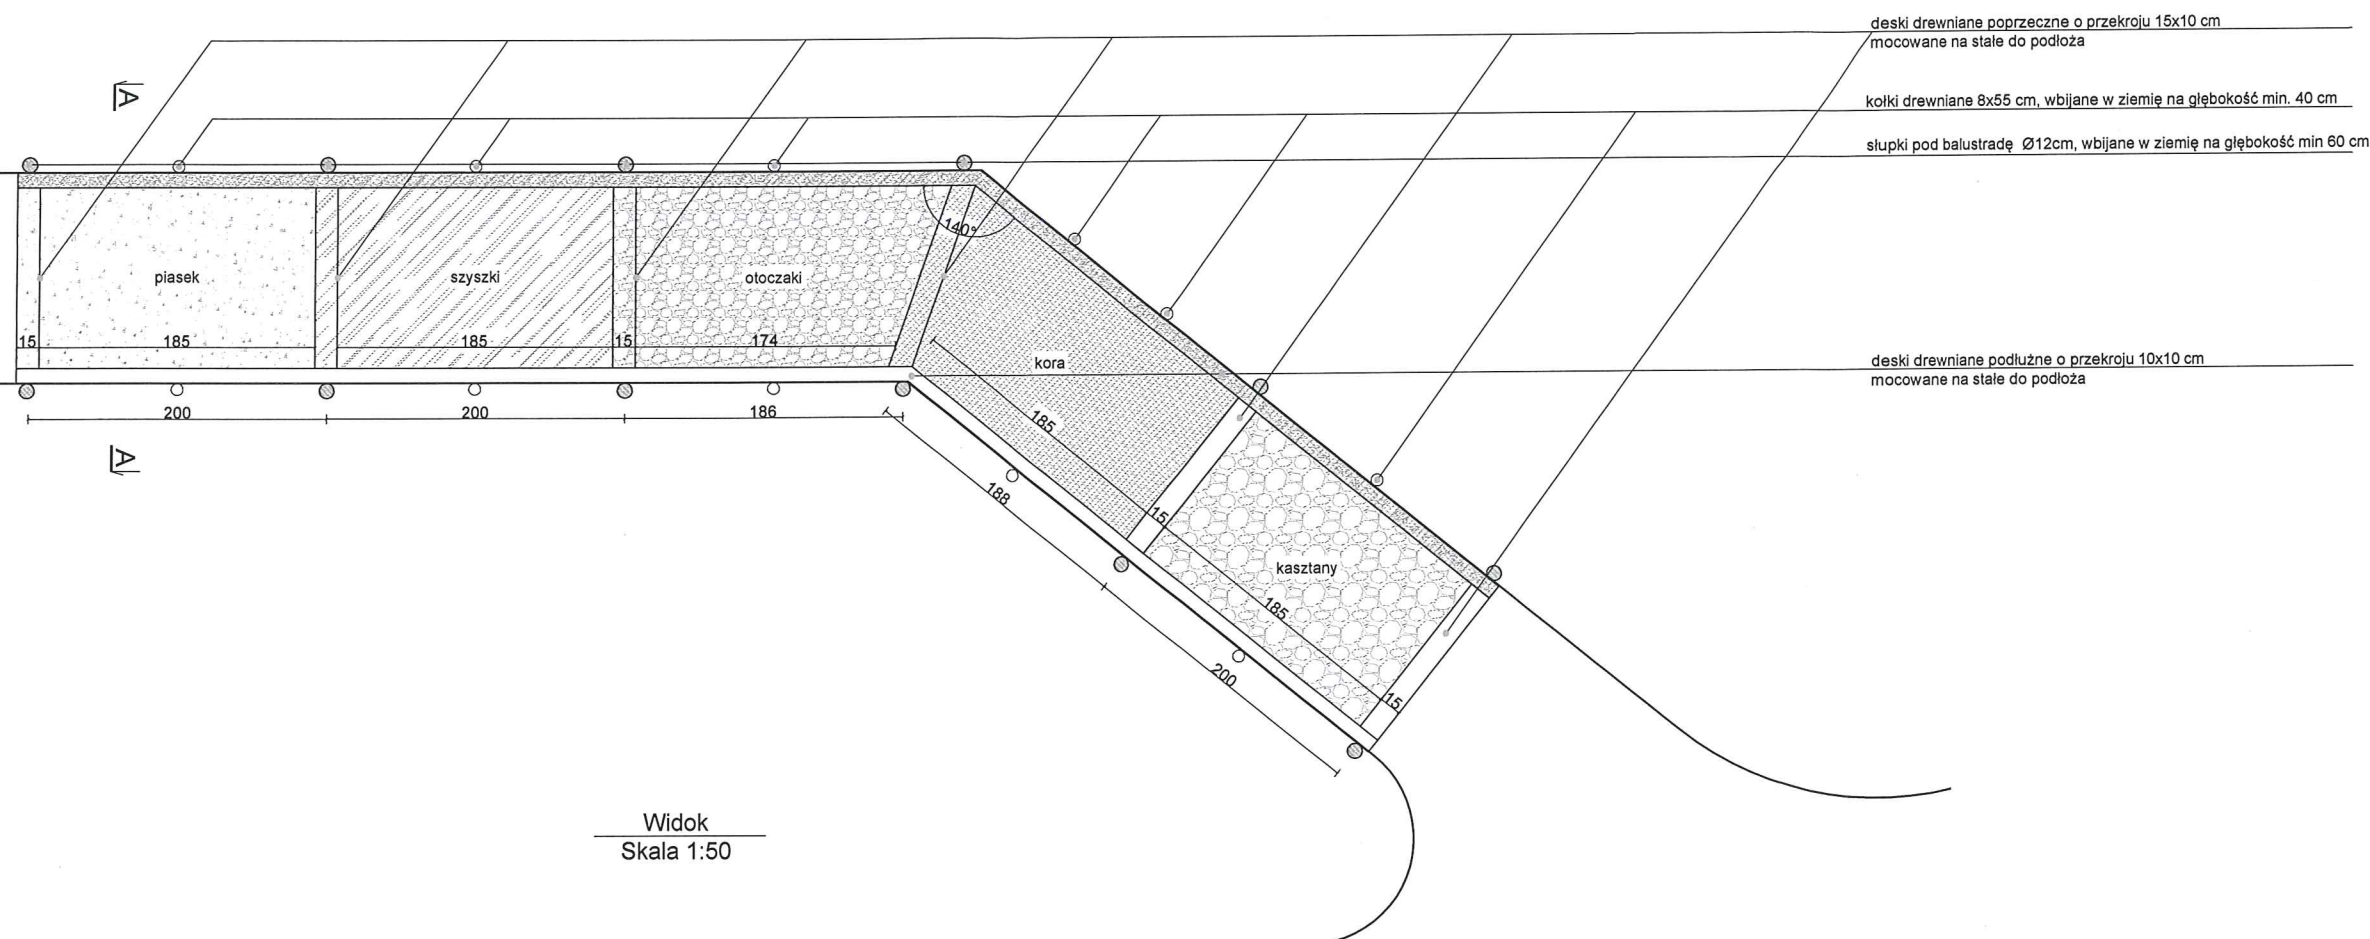 deski drewniane poprzeczne o przekroju 15x10 cm
mocowane na stałe do podłoża
A
kołki drewniane 8x55 cm, wbijane w ziemię na głębokość min. 40 cm
słupki pod balustradę Ø12cm, wbijane w ziemię na głębokość min 60 cm
140°
piasek
szyszki
otoczaki
15
185
185
15
174
kora
deski drewniane podłużne o przekroju 10x10 cm
mocowane na stałe do podłoża
200
200
186
185
A
188
15
kasztany
185
200
15
Widok
Skala 1:50